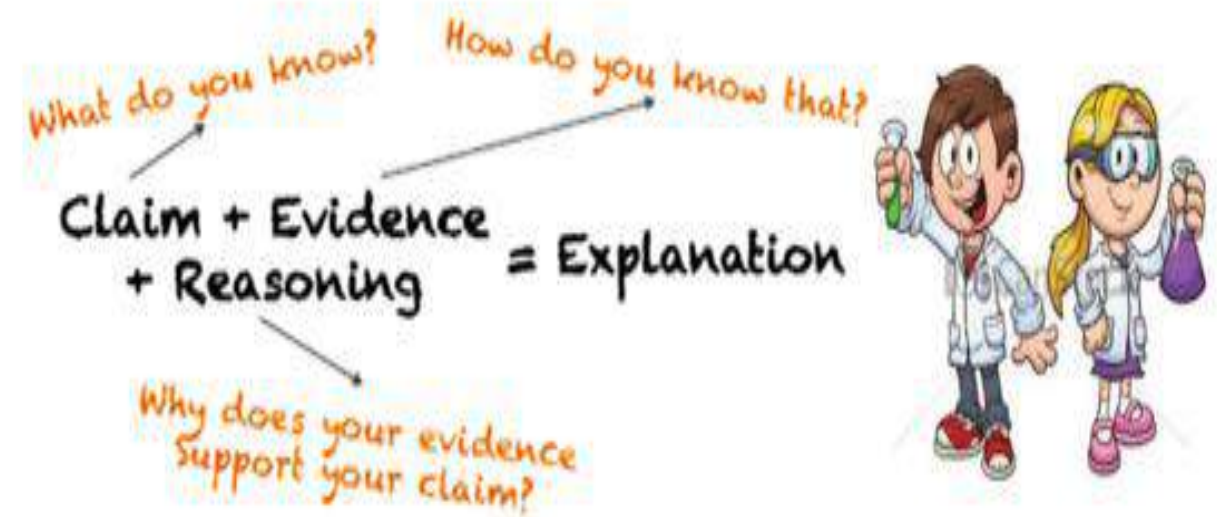 What do you know?
How do you know that?
Claim + Evidence
+ Reasoning
= Explanation
Why does your evidence
Support your claim?